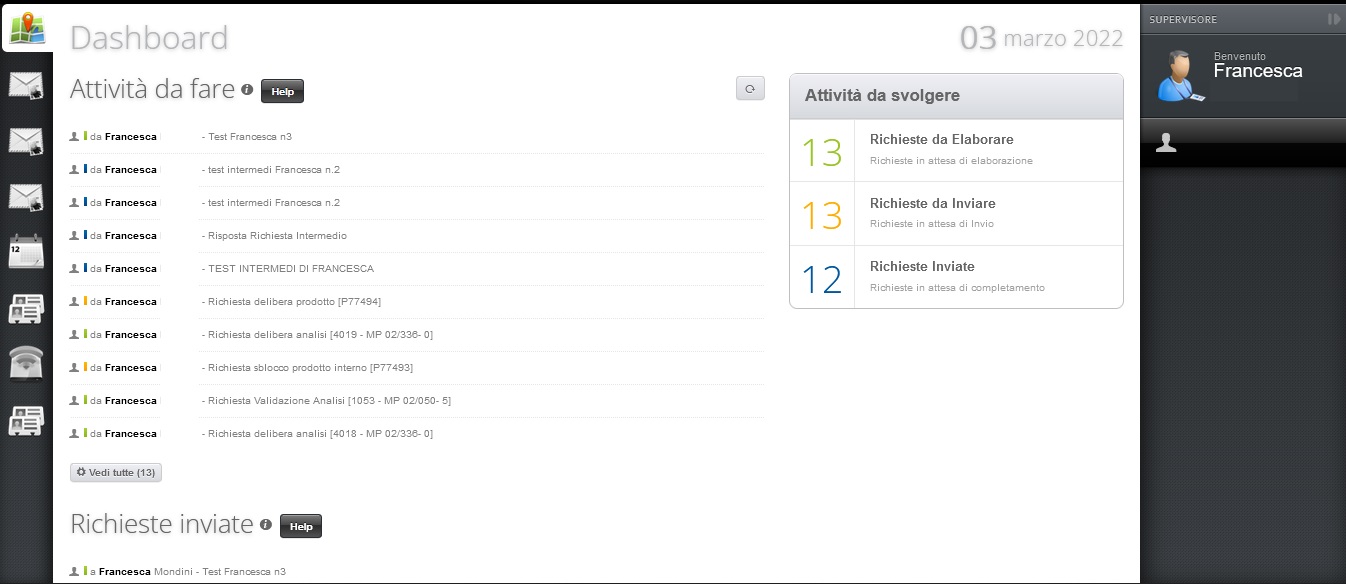 Dashboard
03 marzo 2022
Attività da fare i Help
da Francesca - Test Francesca n3
da Francesca - test intermedi Francesca n.2
da Francesca - test intermedi Francesca n.2
da Francesca - Risposta Richiesta Intermedio
da Francesca - TEST INTERMEDI DI FRANCESCA
da Francesca - Richiesta delibera prodotto [P77494]
da Francesca - Richiesta delibera analisi [4019 - MP 02/336- 0]
da Francesca - Richiesta sblocco prodotto interno [P77493]
da Francesca - Richiesta Validazione Analisi [1053 - MP 02/050- 5]
da Francesca - Richiesta delibera analisi [4018 - MP 02/336- 0]
Vedi tutte (13)
Richieste inviate i Help
a Francesca Mondini - Test Francesca n3
Attività da svolgere
13 Richieste da Elaborare
Richieste in attesa di elaborazione
13 Richieste da Inviare
Richieste in attesa di Invio
12 Richieste Inviate
Richieste in attesa di completamento
SUPERVISORE
Benvenuto
Francesca
12